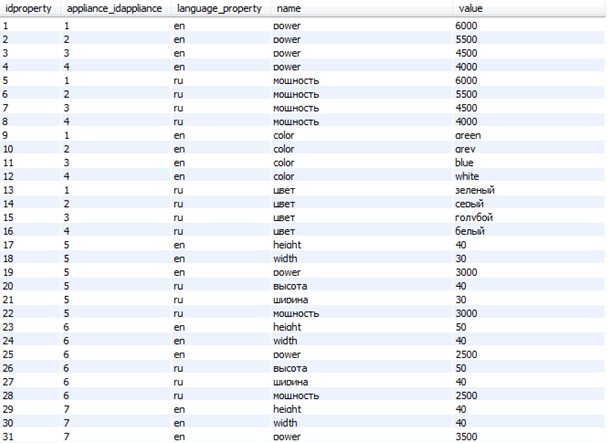 idproperty appliance_idappliance language_property name value
1 1 en power 6000
2 2 en power 5500
3 3 en power 4500
4 4 en power 4000
5 1 ru мощность 6000
6 2 ru мощность 5500
7 3 ru мощность 4500
8 4 ru мощность 4000
9 1 en color green
10 2 en color grey
11 3 en color blue
12 4 en color white
13 1 ru цвет зеленый
14 2 ru цвет серый
15 3 ru цвет голубой
16 4 ru цвет белый
17 5 en height 40
18 5 en width 30
19 5 en power 3000
20 5 ru высота 40
21 5 ru ширина 30
22 5 ru мощность 3000
23 6 en height 50
24 6 en width 40
25 6 en power 2500
26 6 ru высота 50
27 6 ru ширина 40
28 6 ru мощность 2500
29 7 en height 40
30 7 en width 40
31 7 en power 3500